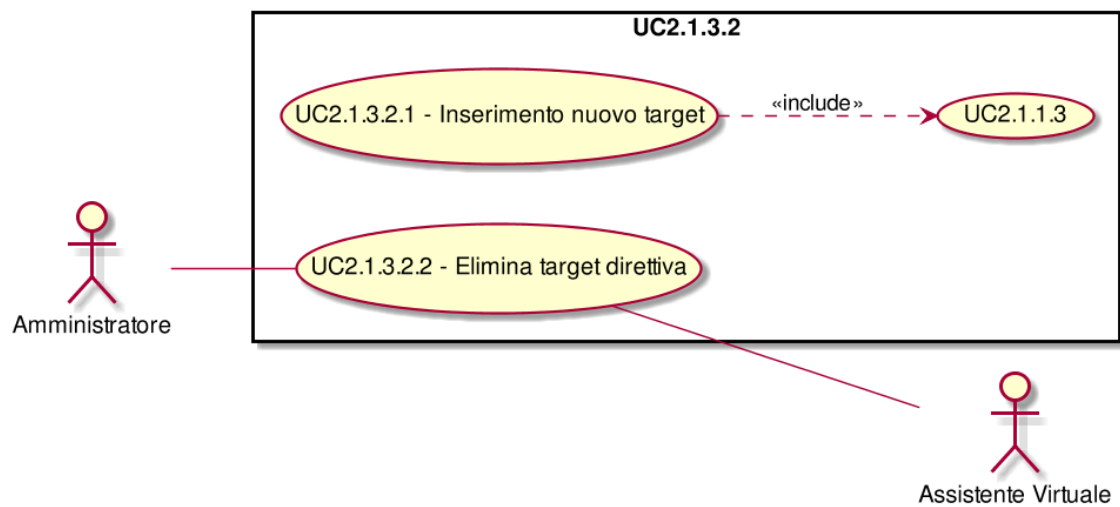 UC2.1.3.2
UC2.1.3.2.1 - Inserimento nuovo target
«include»
UC2.1.1.3
UC2.1.3.2.2 - Elimina target direttiva
Amministratore
Assistente Virtuale